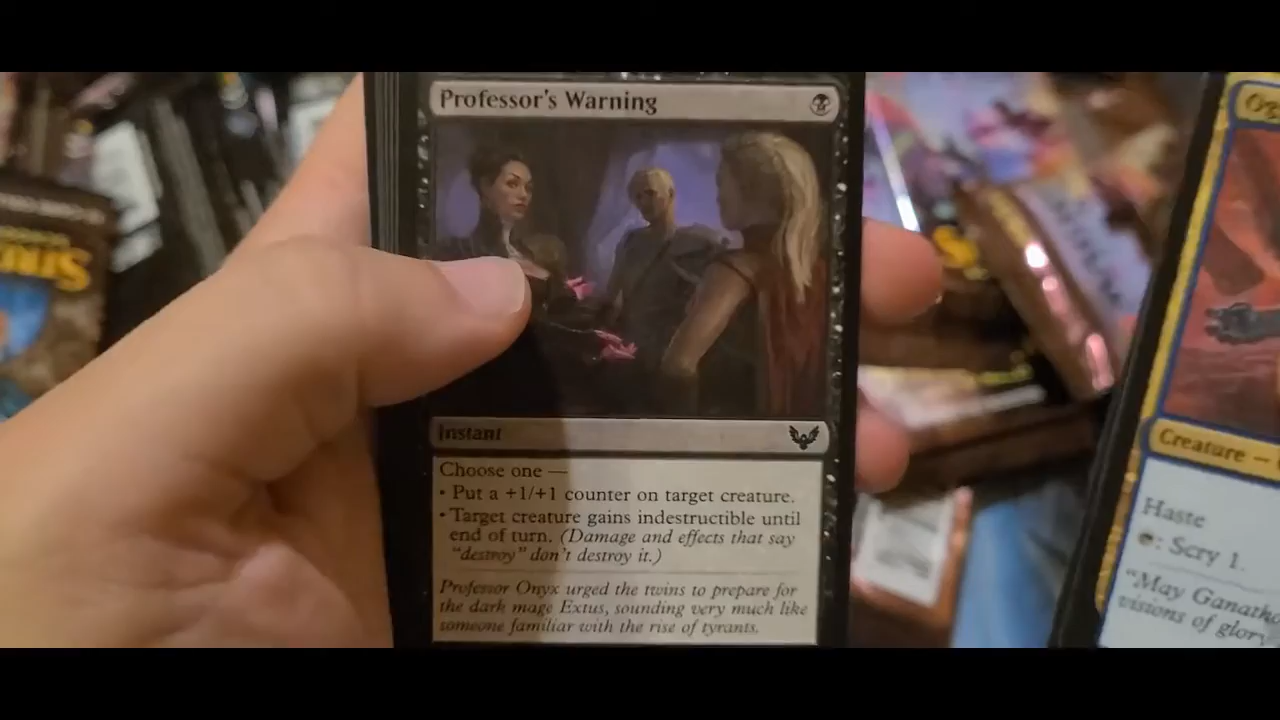 Professor's Warning
Instant
Choose one —
• Put a +1/+1 counter on target creature.
• Target creature gains indestructible until
end of turn. (Damage and effects that say
"destroy" don't destroy it.)
Professor Onyx urged the twins to prepare for
the dark mage Extus, sounding very much like
someone familiar with the rise of tyrants.
Creature —
Haste
: Scry 1.
"May
visions of glory